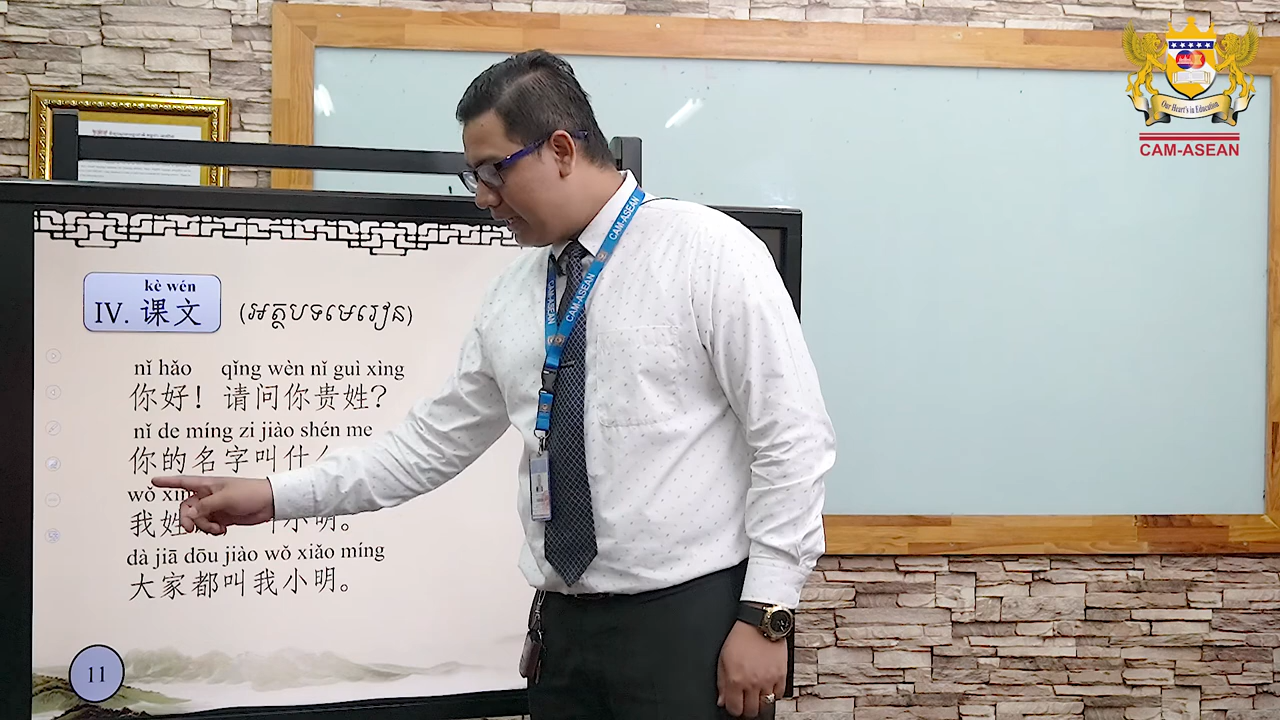 Our Heart's in Education
CAM-ASEAN
CAM-ASEAN
CAM-ASEAN
kè wén
IV. 课文 (អត្ថបទមេរៀន)
nǐ hǎo qǐng wèn nǐ guì xìng
你好！请问你贵姓？
nǐ de míng zi jiào shén me
你的名字叫什
wǒ
我姓 小明。
dà jiā dōu jiào wǒ xiǎo míng
大家都叫我小明。
11